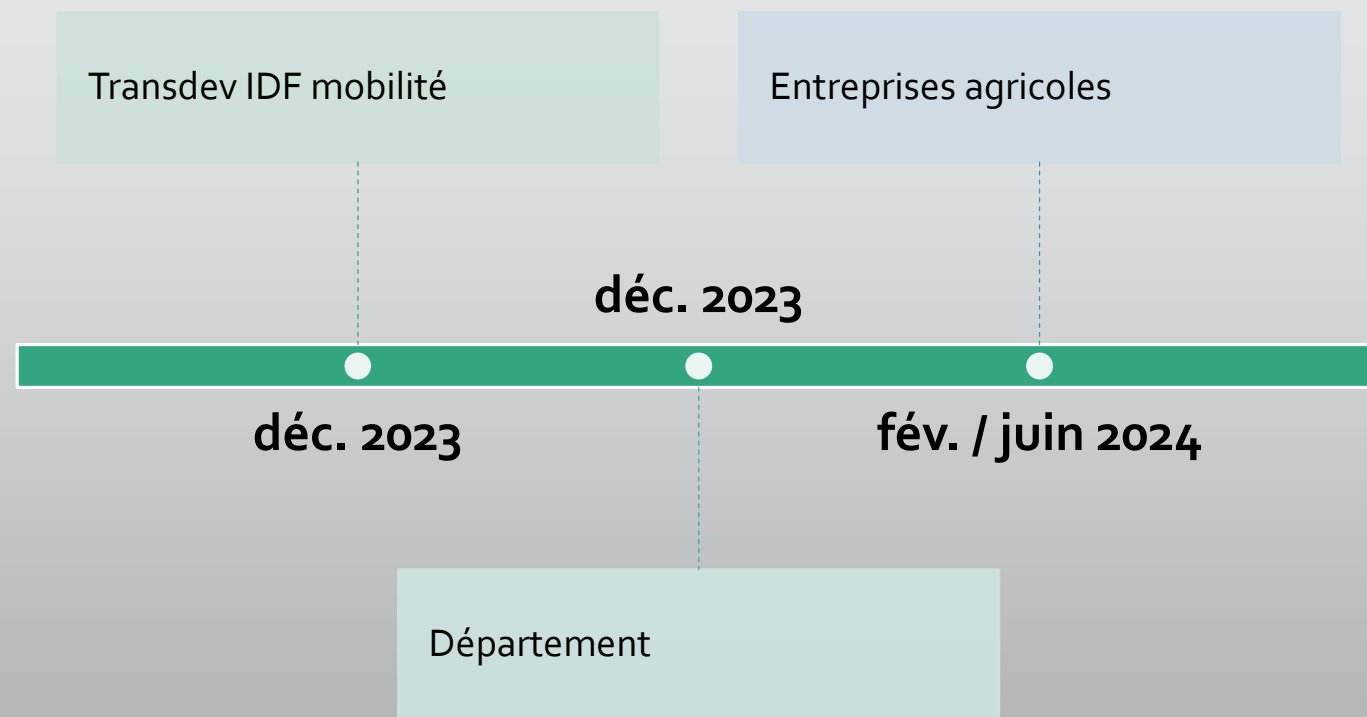 Transdev IDF mobilité
Entreprises agricoles
déc. 2023
déc. 2023
fév. / juin 2024
Département